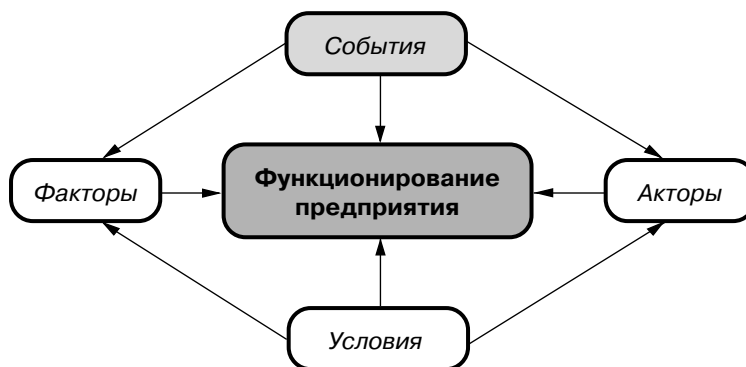 События
Факторы
Функционирование
предприятия
Акторы
Условия